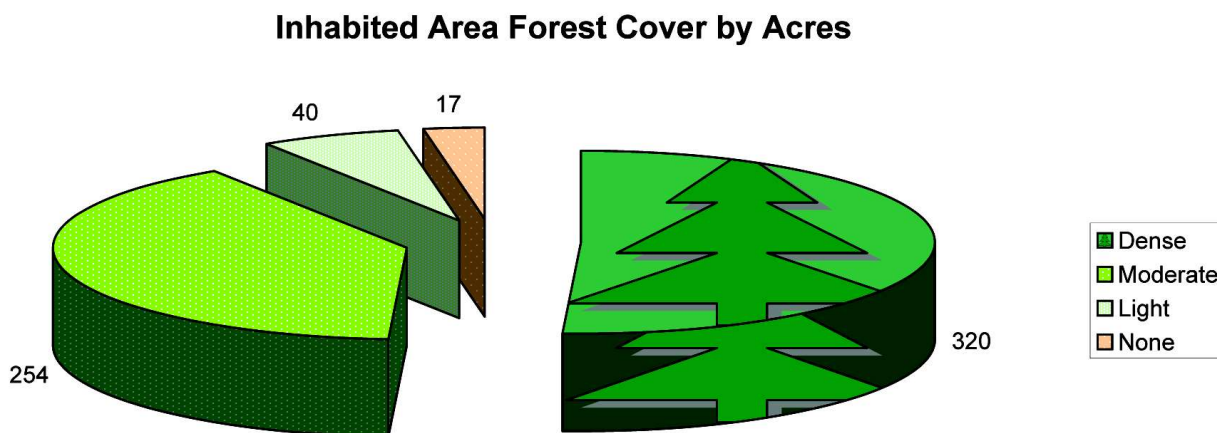 Inhabited Area Forest Cover by Acres
40
17
254
320
Dense
Moderate
Light
None